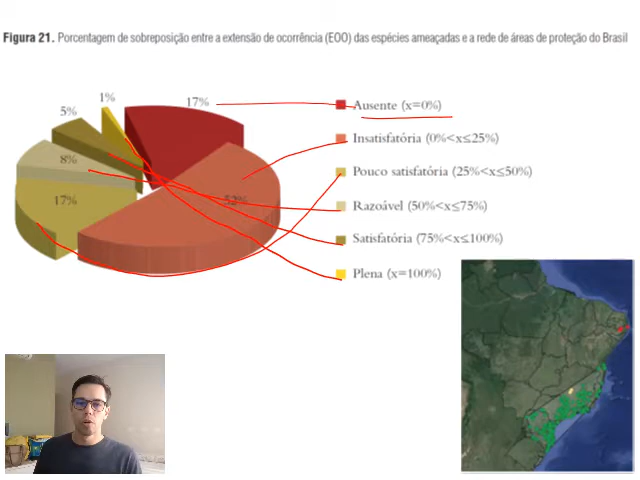 Figura 21. Porcentagem de sobreposição entre a extensão de ocorrência (EOO) das espécies ameaçadas e a rede de áreas de proteção do Brasil
1%
17%
5%
8%
17%
52%
Ausente (x=0%)
Insatisfatória (0%<x≤25%)
Pouco satisfatória (25%<x≤50%)
Razoável (50%<x≤75%)
Satisfatória (75%<x≤100%)
Plena (x=100%)